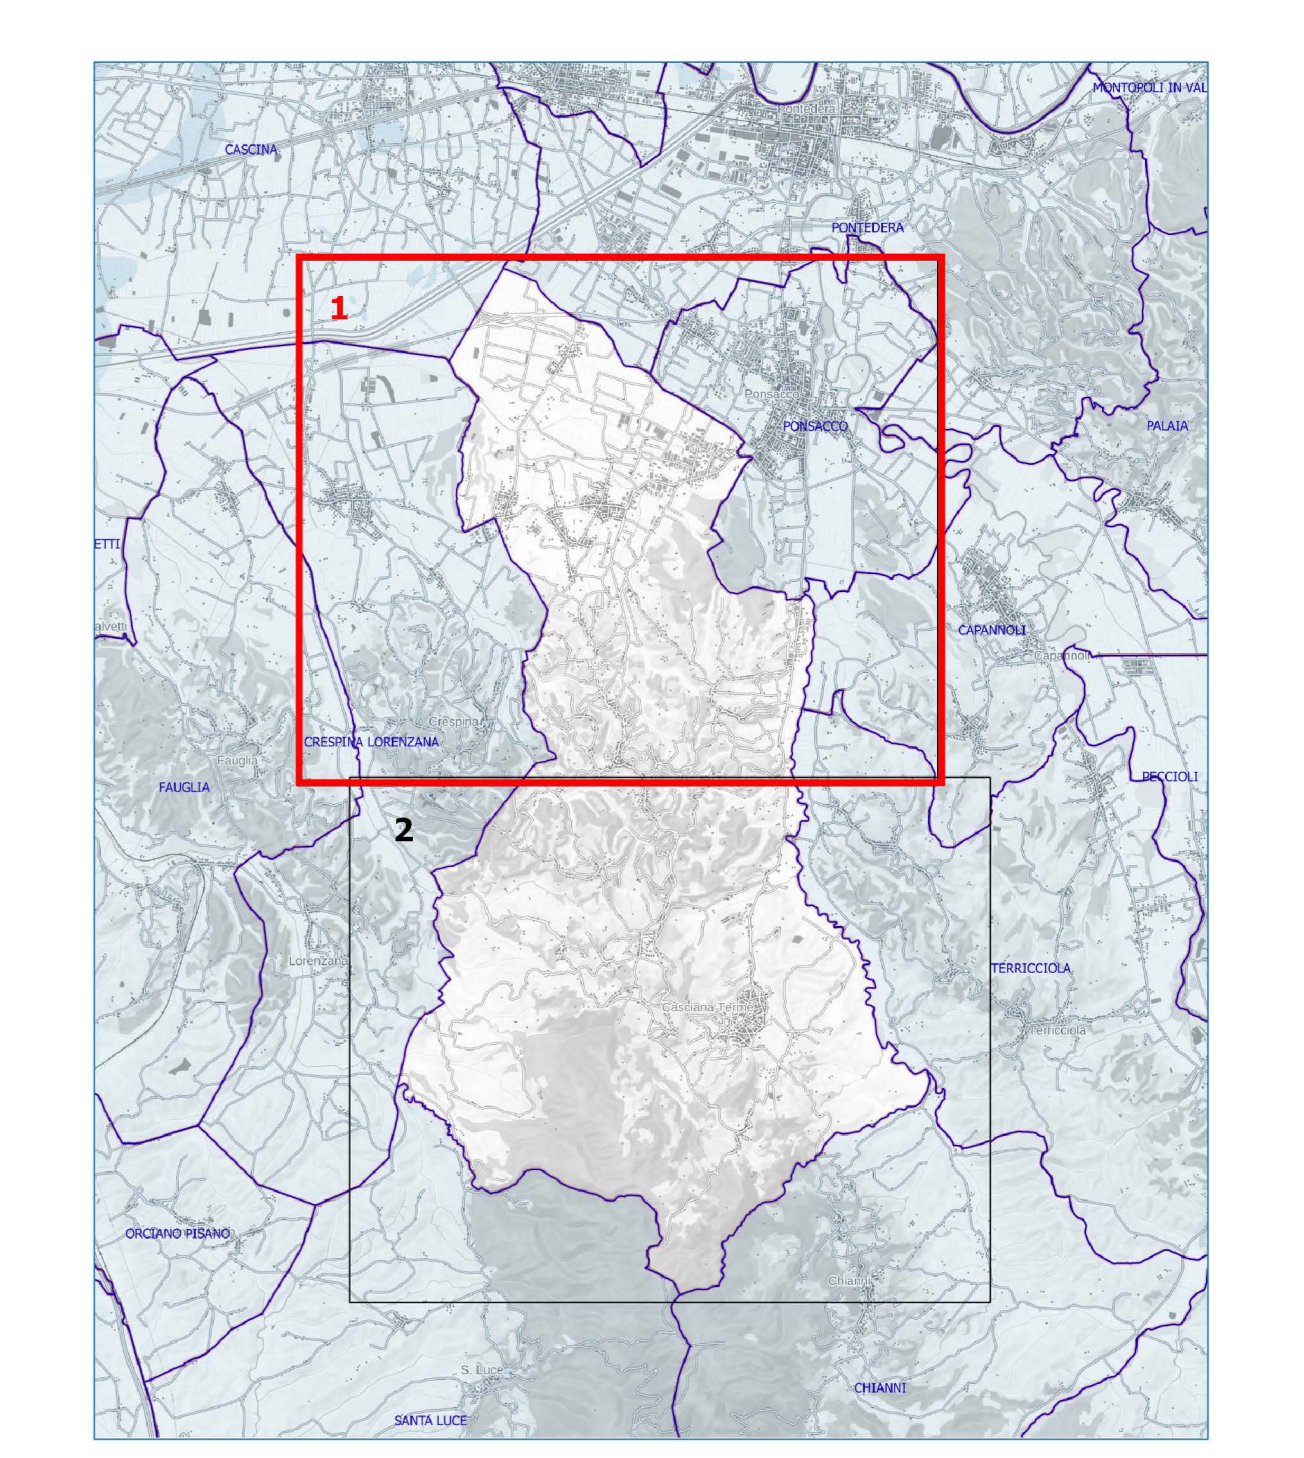 MONTOPOLI IN VAL
Pontedera
CASCINA
PONTEDERA
1
Ponsacco
PONSACCO
PALAIA
ETTI
alvetti
CAPANNOLI
Capannoli
Crespina
CRESPINA LORENZANA
Fauglia
FAUGLIA
PECCIOLI
2
Lorenzana
TERRICCIOLA
Casciana Terme
Terricciola
ORCIANO PISANO
Chianni
S. Luce
CHIANNI
SANTA LUCE